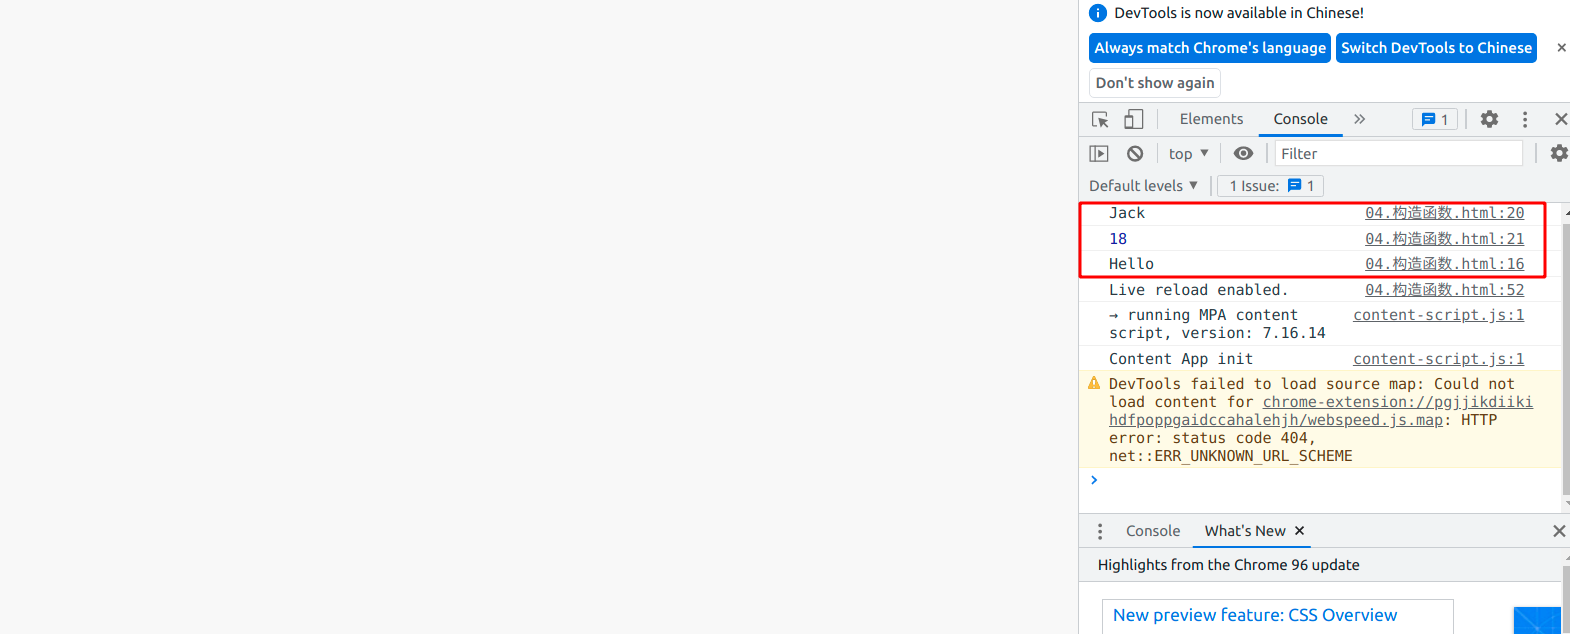 DevTools is now available in Chinese!
Always match Chrome's language
Switch DevTools to Chinese
Don't show again
Elements
Console
1
top
Filter
Default levels
1 Issue: 1
Jack 04.构造函数.html:20
18 04.构造函数.html:21
Hello 04.构造函数.html:16
Live reload enabled. 04.构造函数.html:52
→ running MPA content content-script.js:1
script, version: 7.16.14
Content App init content-script.js:1
DevTools failed to load source map: Could not
load content for chrome-extension://pgjjikdiiki
hdfpoppgaidccahalehjh/webspeed.js.map: HTTP
error: status code 404,
net::ERR_UNKNOWN_URL_SCHEME
Console
What's New
Highlights from the Chrome 96 update
New preview feature: CSS Overview